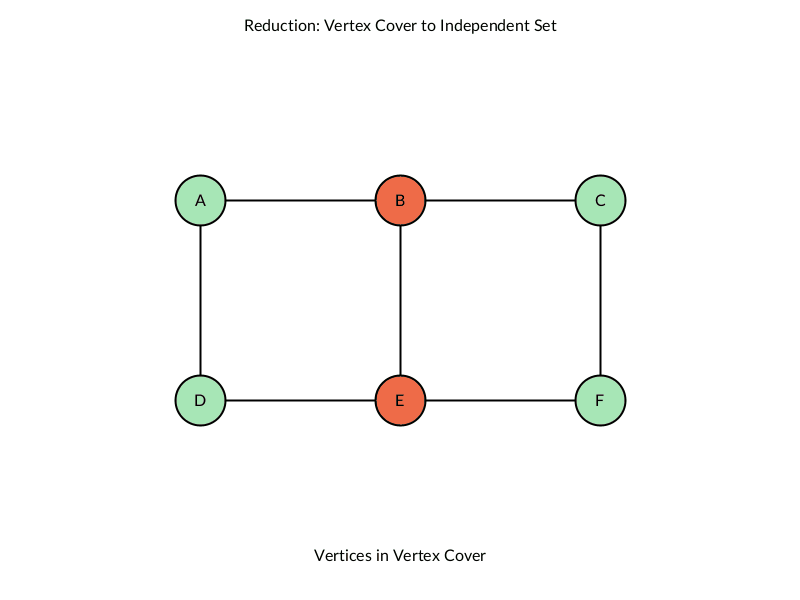 Reduction: Vertex Cover to Independent Set
A
B
C
D
E
F
Vertices in Vertex Cover